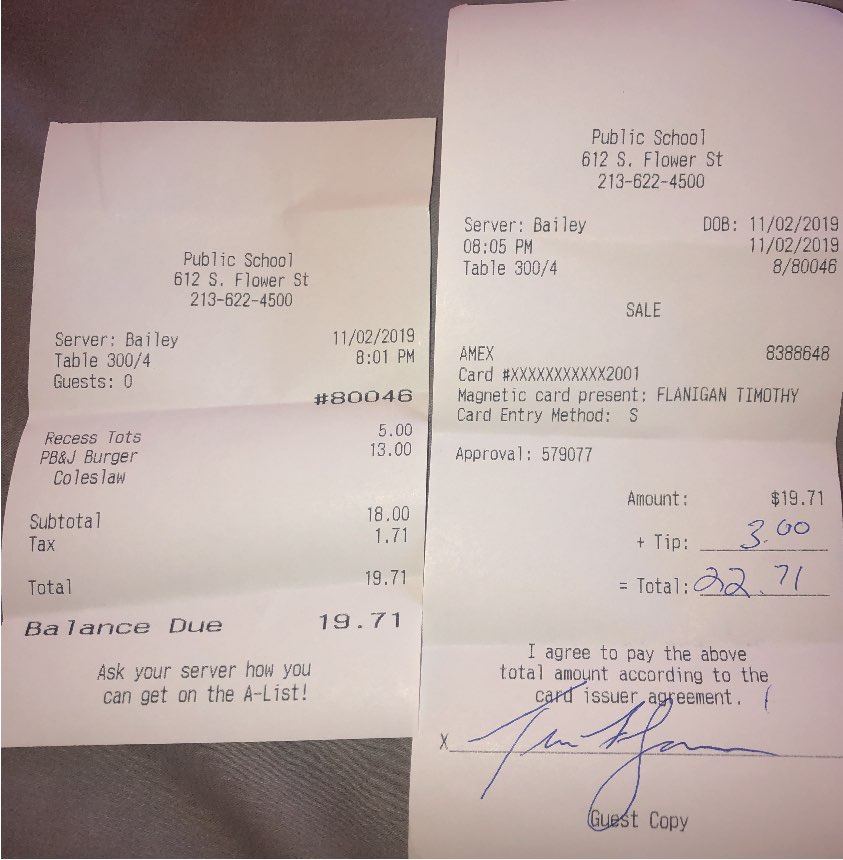 Public School
612 S. Flower St
213-622-4500
Server: Bailey 11/02/2019
Table 300/4 8:01 PM
Guests: 0
#80046
Recess Tots 5.00
PB&J Burger 13.00
Coleslaw
Subtotal 18.00
Tax 1.71
Total 19.71
Balance Due 19.71
Ask your server how you
can get on the A-List!
Public School
612 S. Flower St
213-622-4500
Server: Bailey DOB: 11/02/2019
08:05 PM 11/02/2019
Table 300/4 8/80046
SALE
AMEX 8388648
Card #XXXXXXXXXXX2001
Magnetic card present: FLANIGAN TIMOTHY
Card Entry Method: S
Approval: 579077
Amount: $19.71
+ Tip: 3.00
= Total: 22.71
I agree to pay the above
total amount according to the
card issuer agreement.
X
Guest Copy